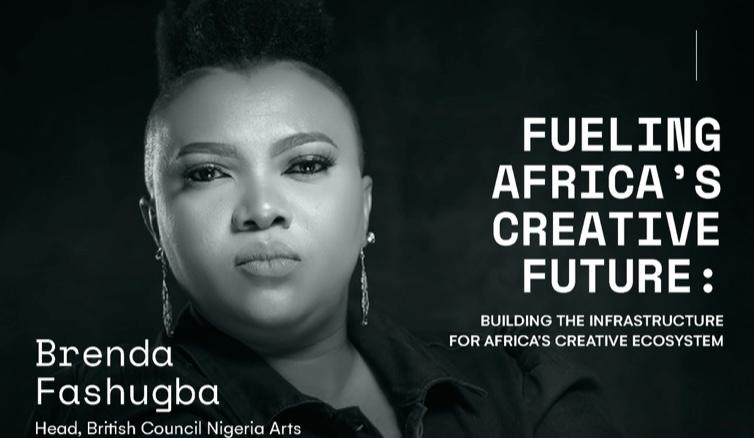 FUELING
AFRICA'S
CREATIVE
FUTURE:
BUILDING THE INFRASTRUCTURE
FOR AFRICA'S CREATIVE ECOSYSTEM
Brenda
Fashugba
Head, British Council Nigeria Arts